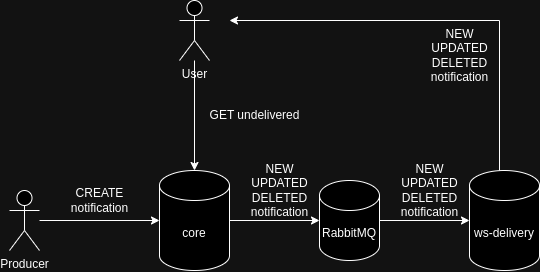 NEW
UPDATED
DELETED
notification
User
GET undelivered
CREATE
notification
NEW
UPDATED
DELETED
notification
NEW
UPDATED
DELETED
notification
core
RabbitMQ
ws-delivery
Producer